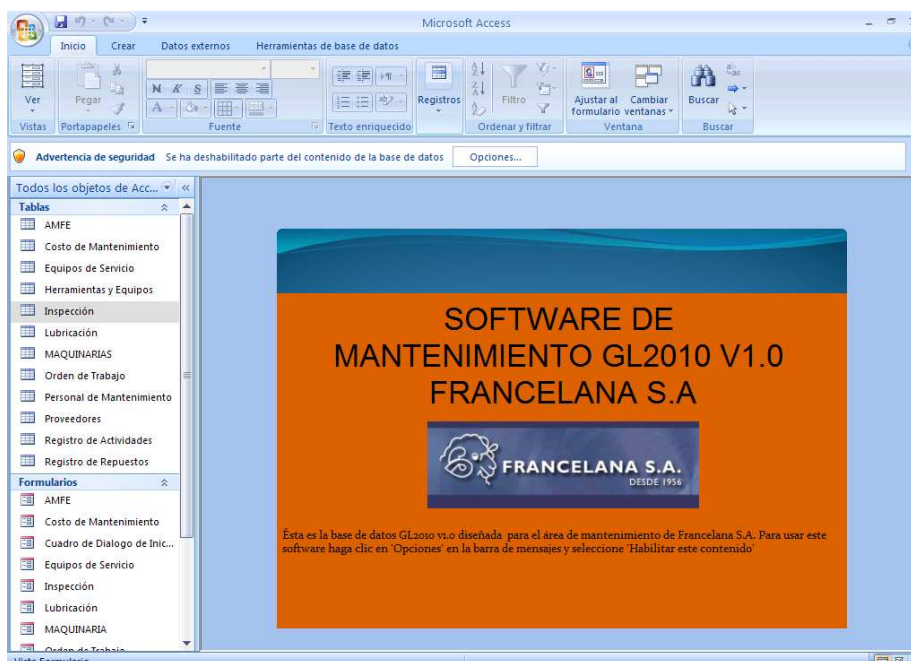 Microsoft Access
Inicio Crear Datos externos Herramientas de base de datos
Ver
Pegar
N K S
A
Registros
Filtro
Ajustar al formulario
Cambiar ventanas
Buscar
Vistas Portapapeles Fuente Texto enriquecido Ordenar y filtrar Ventana Buscar
Advertencia de seguridad Se ha deshabilitado parte del contenido de la base de datos Opciones...
Todos los objetos de Acc...
Tablas
AMFE
Costo de Mantenimiento
Equipos de Servicio
Herramientas y Equipos
Inspección
Lubricación
MAQUINARIAS
Orden de Trabajo
Personal de Mantenimiento
Proveedores
Registro de Actividades
Registro de Repuestos
Formularios
AMFE
Costo de Mantenimiento
Cuadro de Dialogo de Inic...
Equipos de Servicio
Inspección
Lubricación
MAQUINARIA
Orden de Trabajo
SOFTWARE DE
MANTENIMIENTO GL2010 V1.0
FRANCELANA S.A
FRANCELANA S.A.
DESDE 1956
Ésta es la base de datos GL2010 v1.0 diseñada para el área de mantenimiento de Francelana S.A. Para usar este
software haga clic en 'Opciones' en la barra de mensajes y seleccione 'Habilitar este contenido'
Vista Formulario